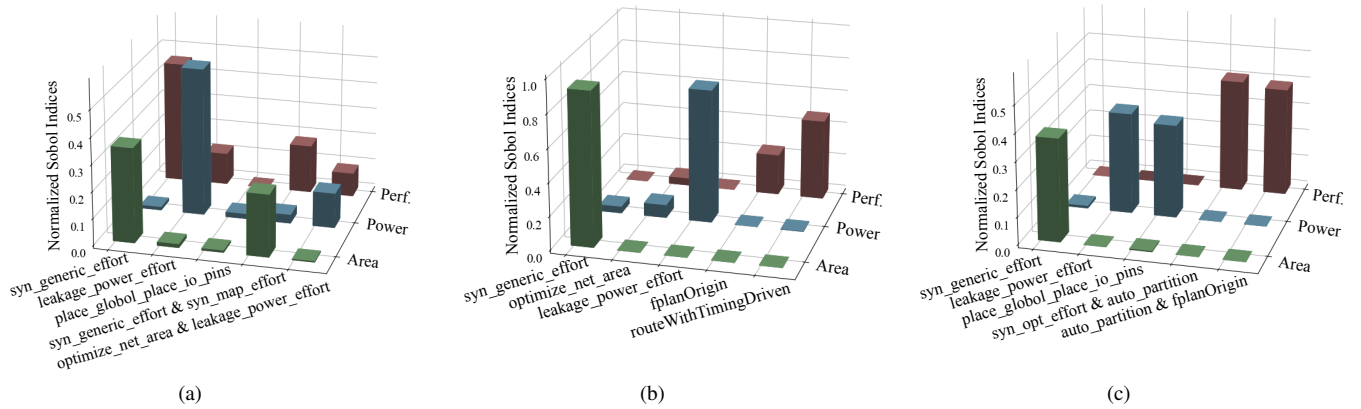 Normalized Sobol Indices
0.5
0.4
0.3
0.2
0.1
0.0
syn_generic_effort
leakage_power_effort
place_global_place_io_pins
syn_generic_effort & syn_map_effort
optimize_net_area & leakage_power_effort
Perf.
Power
Area
(a)
Normalized Sobol Indices
1.0
0.8
0.6
0.4
0.2
0.0
syn_generic_effort
optimize_net_area
leakage_power_effort
fplanOrigin
routeWithTimingDriven
Perf.
Power
Area
(b)
Normalized Sobol Indices
0.5
0.4
0.3
0.2
0.1
0.0
syn_generic_effort
leakage_power_effort
place_global_place_io_pins
syn_opt_effort & auto_partition
auto_partition & fplanOrigin
Perf.
Power
Area
(c)